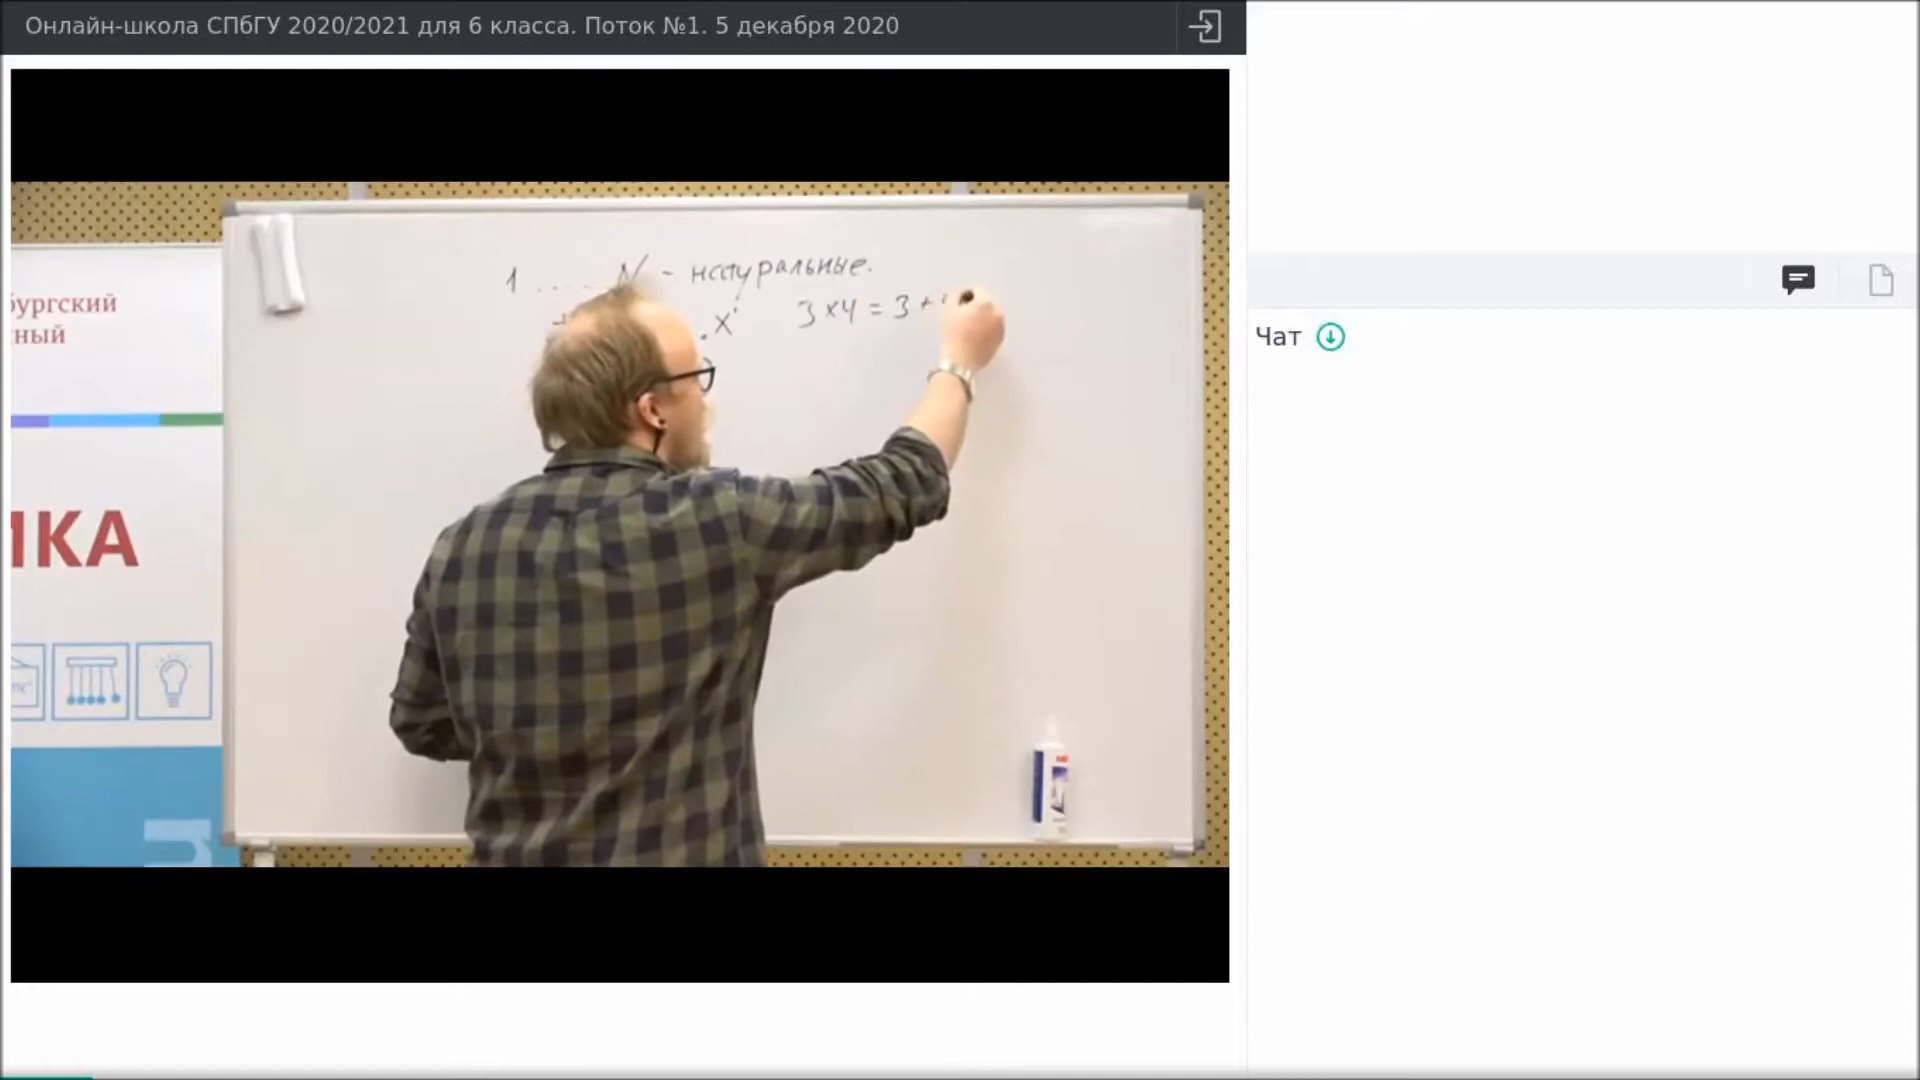 Онлайн-школа СПбГУ 2020/2021 для 6 класса. Поток №1. 5 декабря 2020
1 .... N - натуральные.
3 x 4 = 3 +
x
бургский
ный
ИКА
Чат